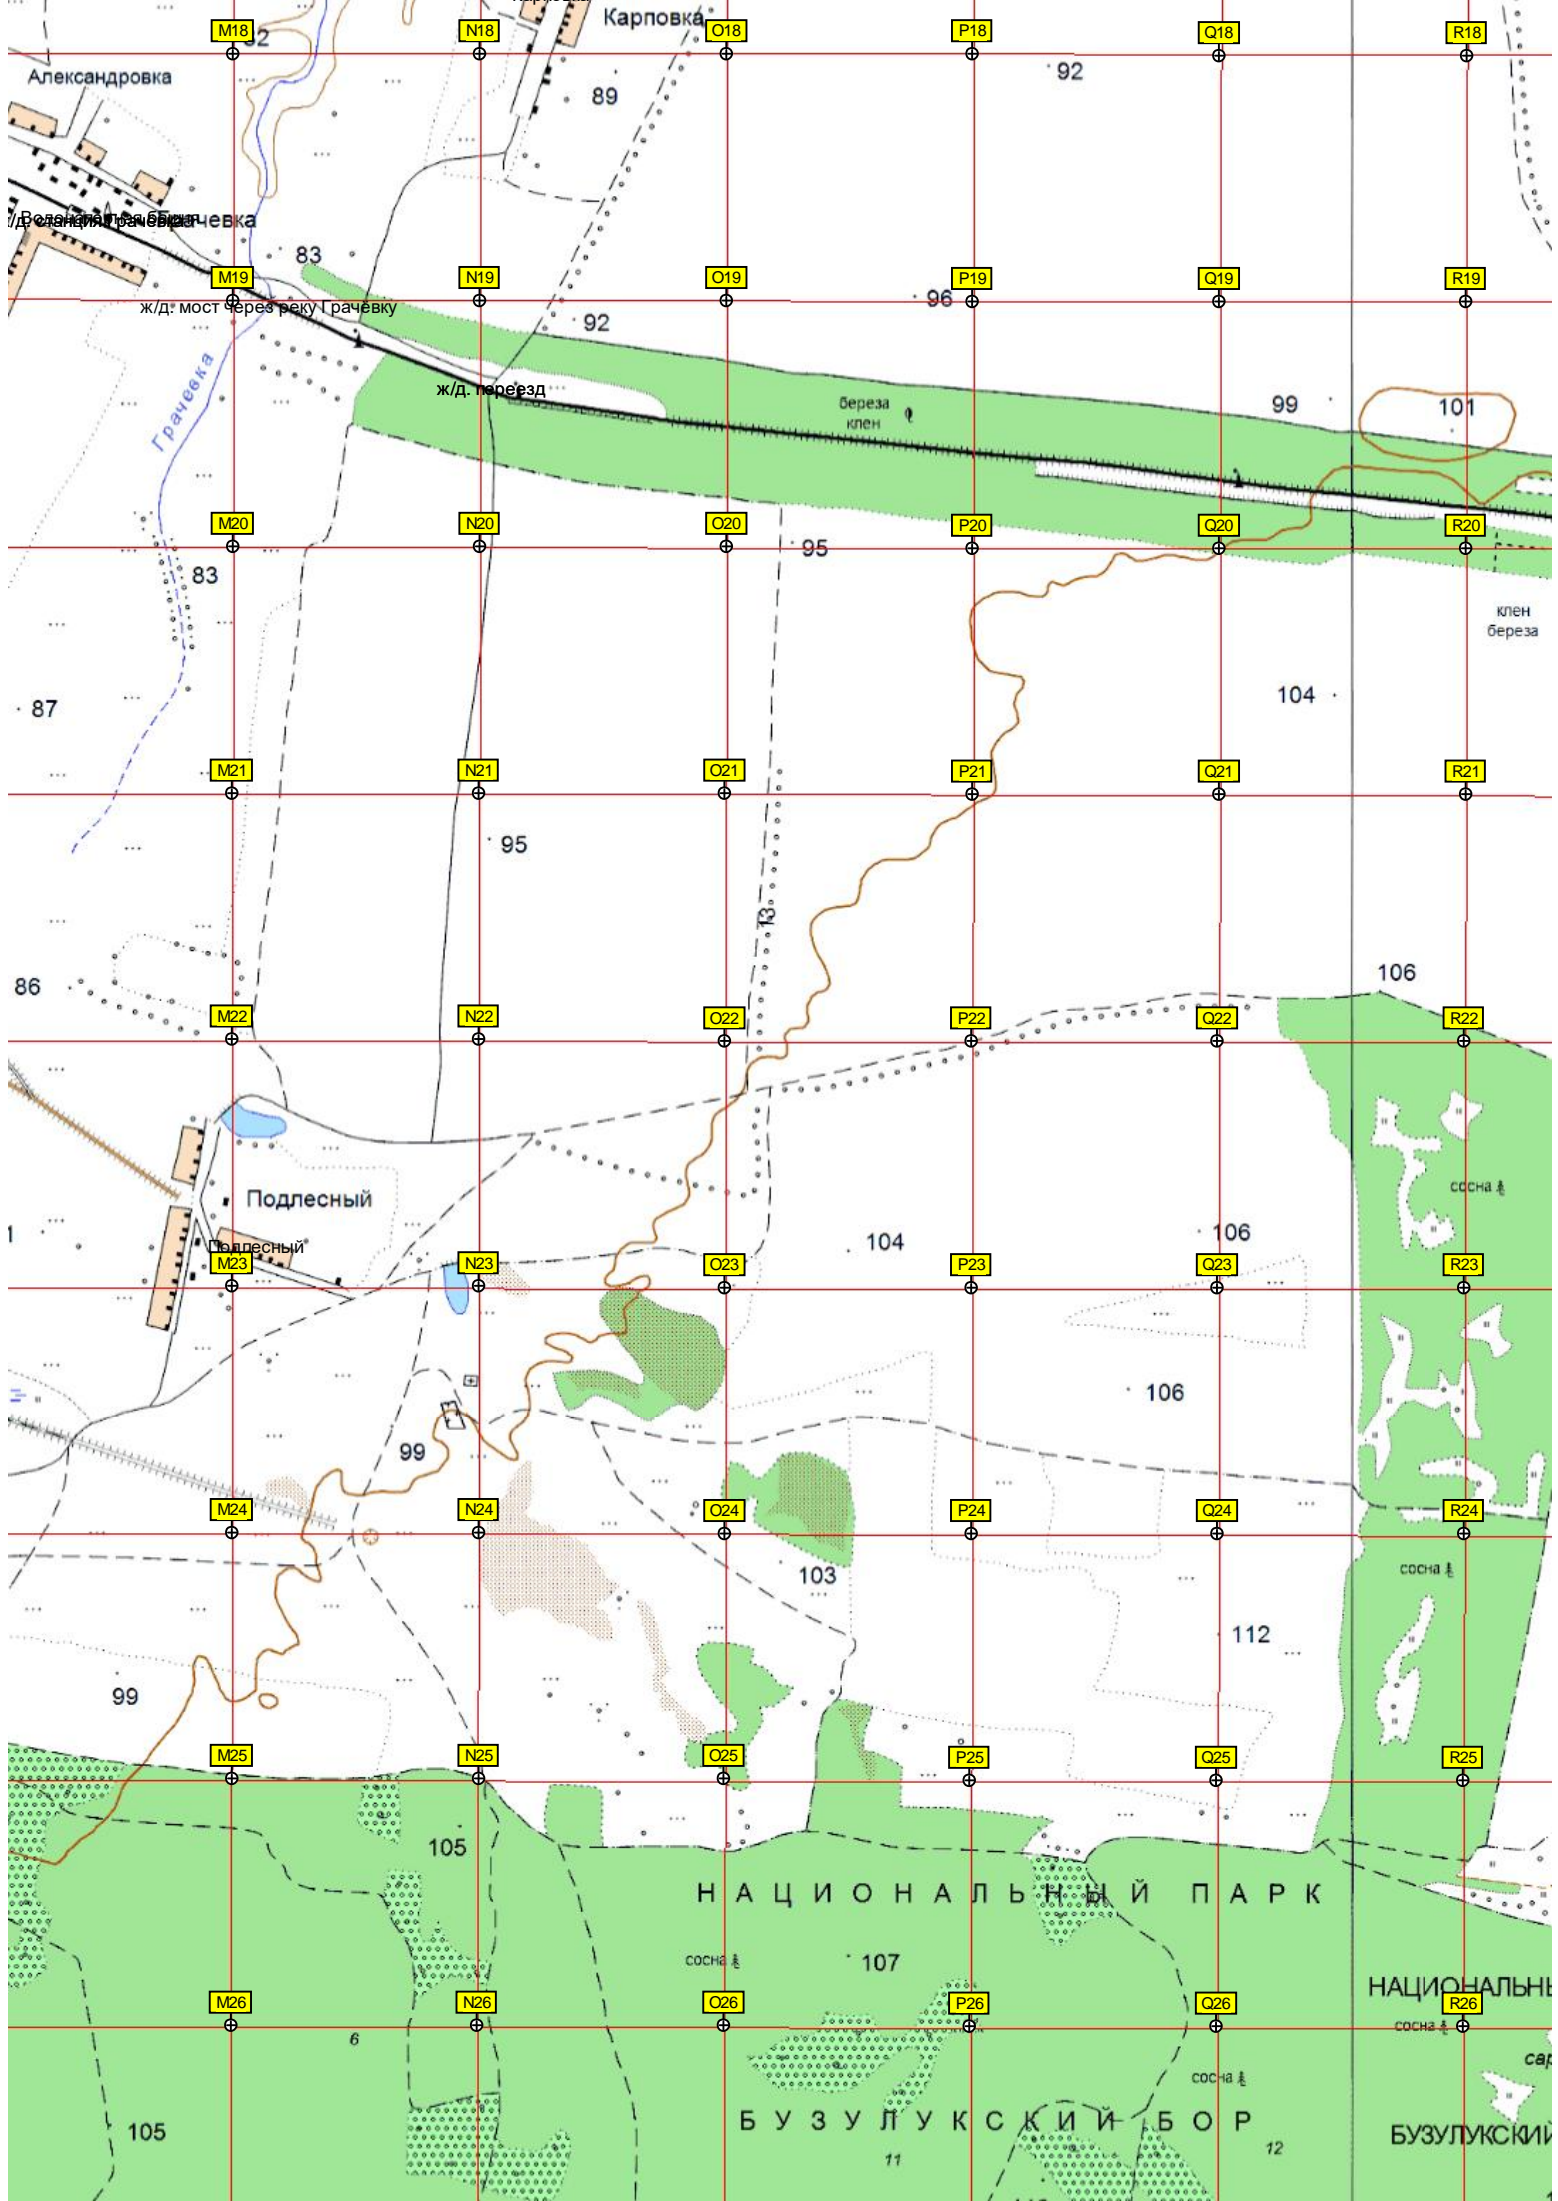 Карповка
M18
92
N18
O18
P18
Q18
R18
Александровка
89
92
Грачевка
83
M19
N19
O19
P19
Q19
R19
ж/д. мост через реку Грачевку
92
96
Грачевка
ж/д. переезд
береза
клен
99
101
M20
N20
O20
P20
Q20
R20
95
83
клен
береза
87
104
M21
N21
O21
P21
Q21
R21
95
13
86
106
M22
N22
O22
P22
Q22
R22
сосна
Подлесный
1
104
106
Подлесный
M23
N23
O23
P23
Q23
R23
106
99
M24
N24
O24
P24
Q24
R24
103
сосна
112
99
M25
N25
O25
P25
Q25
R25
105
НАЦИОНАЛЬНЫЙ ПАРК
сосна
107
НАЦИОНАЛЬНЫ
M26
N26
O26
P26
Q26
R26
6
сосна
сар
сосна
105
БУЗУЛУКСКИЙ БОР
БУЗУЛУКСКИЙ
11
12